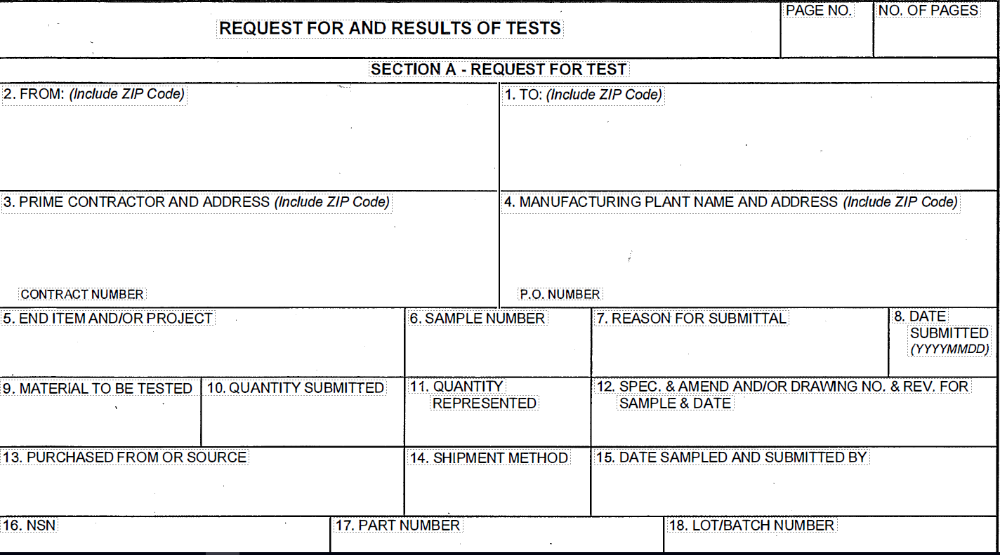 REQUEST FOR AND RESULTS OF TESTS
PAGE NO.
NO. OF PAGES
SECTION A - REQUEST FOR TEST
2. FROM: (Include ZIP Code)
1. TO: (Include ZIP Code)
3. PRIME CONTRACTOR AND ADDRESS (Include ZIP Code)
CONTRACT NUMBER
4. MANUFACTURING PLANT NAME AND ADDRESS (Include ZIP Code)
P.O. NUMBER
5. END ITEM AND/OR PROJECT
6. SAMPLE NUMBER
7. REASON FOR SUBMITTAL
8. DATE
SUBMITTED
(YYYYMMDD)
9. MATERIAL TO BE TESTED
10. QUANTITY SUBMITTED
11. QUANTITY
REPRESENTED
12. SPEC. & AMEND AND/OR DRAWING NO. & REV. FOR
SAMPLE & DATE
13. PURCHASED FROM OR SOURCE
14. SHIPMENT METHOD
15. DATE SAMPLED AND SUBMITTED BY
16. NSN
17. PART NUMBER
18. LOT/BATCH NUMBER